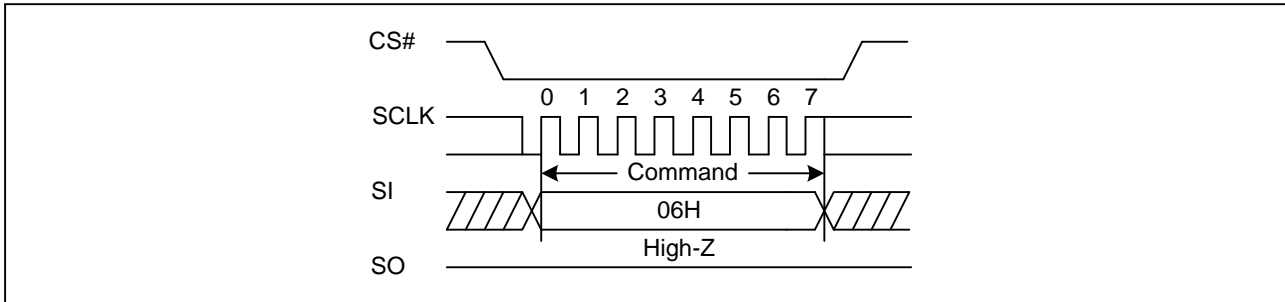 CS#
0 1 2 3 4 5 6 7
SCLK
Command
SI
06H
High-Z
SO